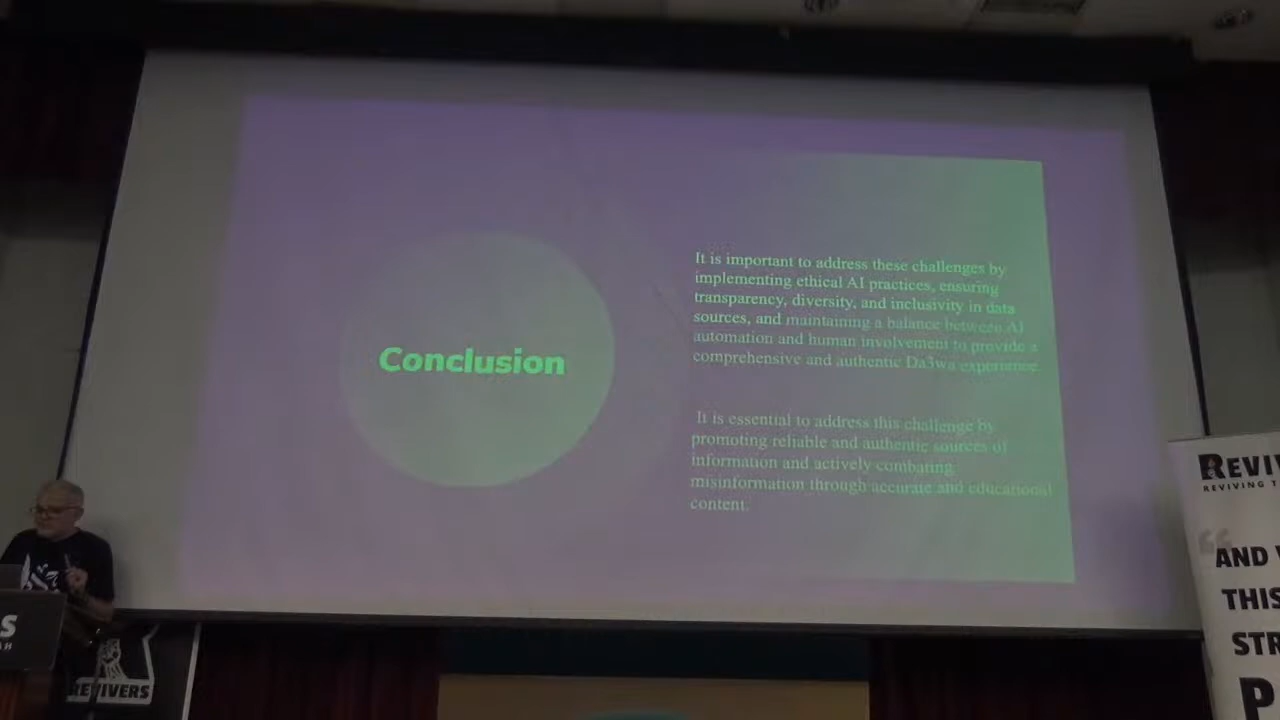 Conclusion
It is important to address these challenges by
implementing ethical AI practices, ensuring
transparency, diversity, and inclusivity in data
sources, and maintaining a balance between AI
automation and human involvement to provide a
comprehensive and authentic Da3wa experience.
It is essential to address this challenge by
promoting reliable and authentic sources of
information and actively combating
misinformation through accurate and educational
content.
REVIVERS
REVI
REVIVING T
“AND
THIS
STR